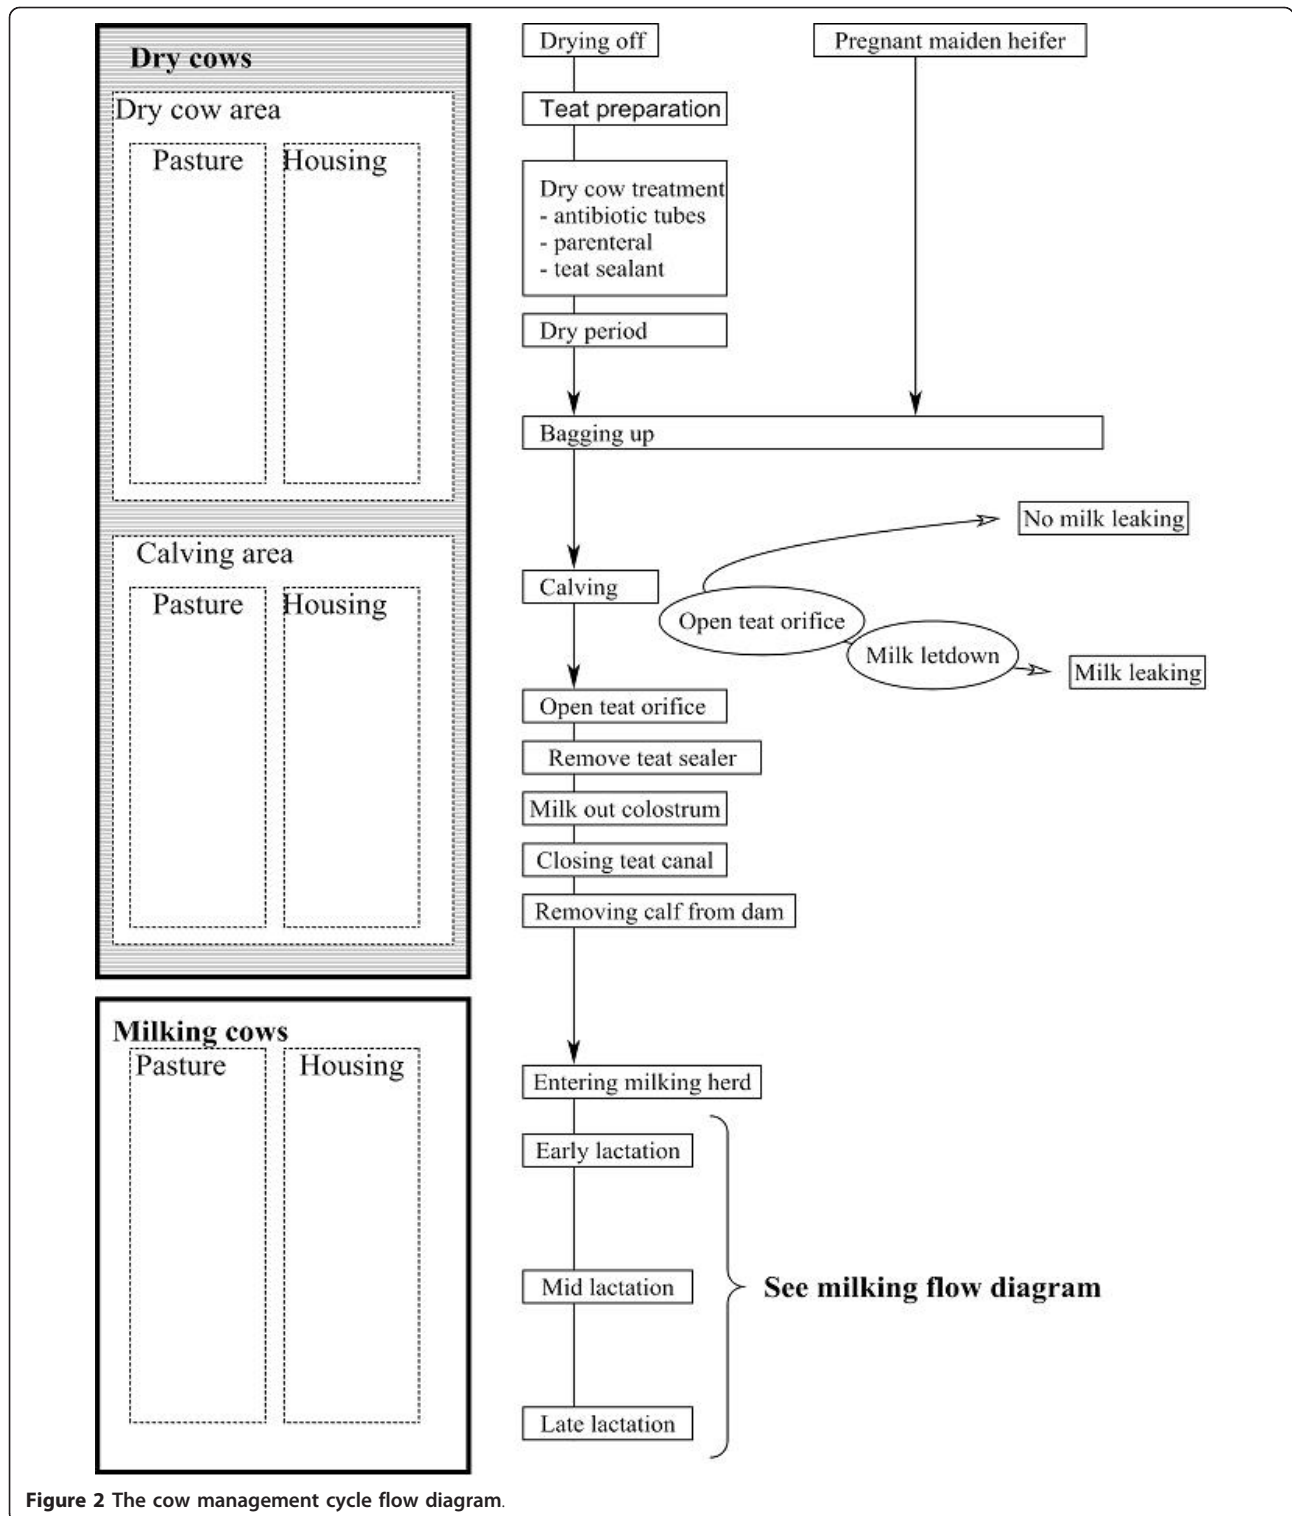 Dry cows
Dry cow area
Pasture
Housing
Calving area
Pasture
Housing
Milking cows
Pasture
Housing
Drying off
Pregnant maiden heifer
Teat preparation
Dry cow treatment
- antibiotic tubes
- parenteral
- teat sealant
Dry period
Bagging up
No milk leaking
Calving
Open teat orifice
Milk letdown
Milk leaking
Open teat orifice
Remove teat sealer
Milk out colostrum
Closing teat canal
Removing calf from dam
Entering milking herd
Early lactation
Mid lactation
See milking flow diagram
Late lactation
Figure 2 The cow management cycle flow diagram.